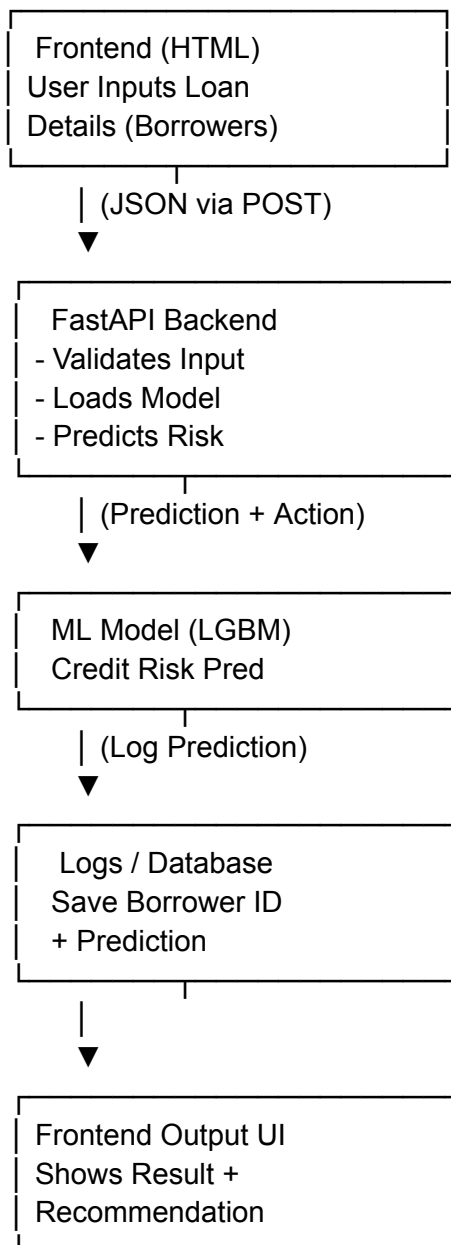 Frontend (HTML)
User Inputs Loan
Details (Borrowers)
(JSON via POST)
FastAPI Backend
- Validates Input
- Loads Model
- Predicts Risk
(Prediction + Action)
ML Model (LGBM)
Credit Risk Pred
(Log Prediction)
Logs / Database
Save Borrower ID
+ Prediction
Frontend Output UI
Shows Result +
Recommendation